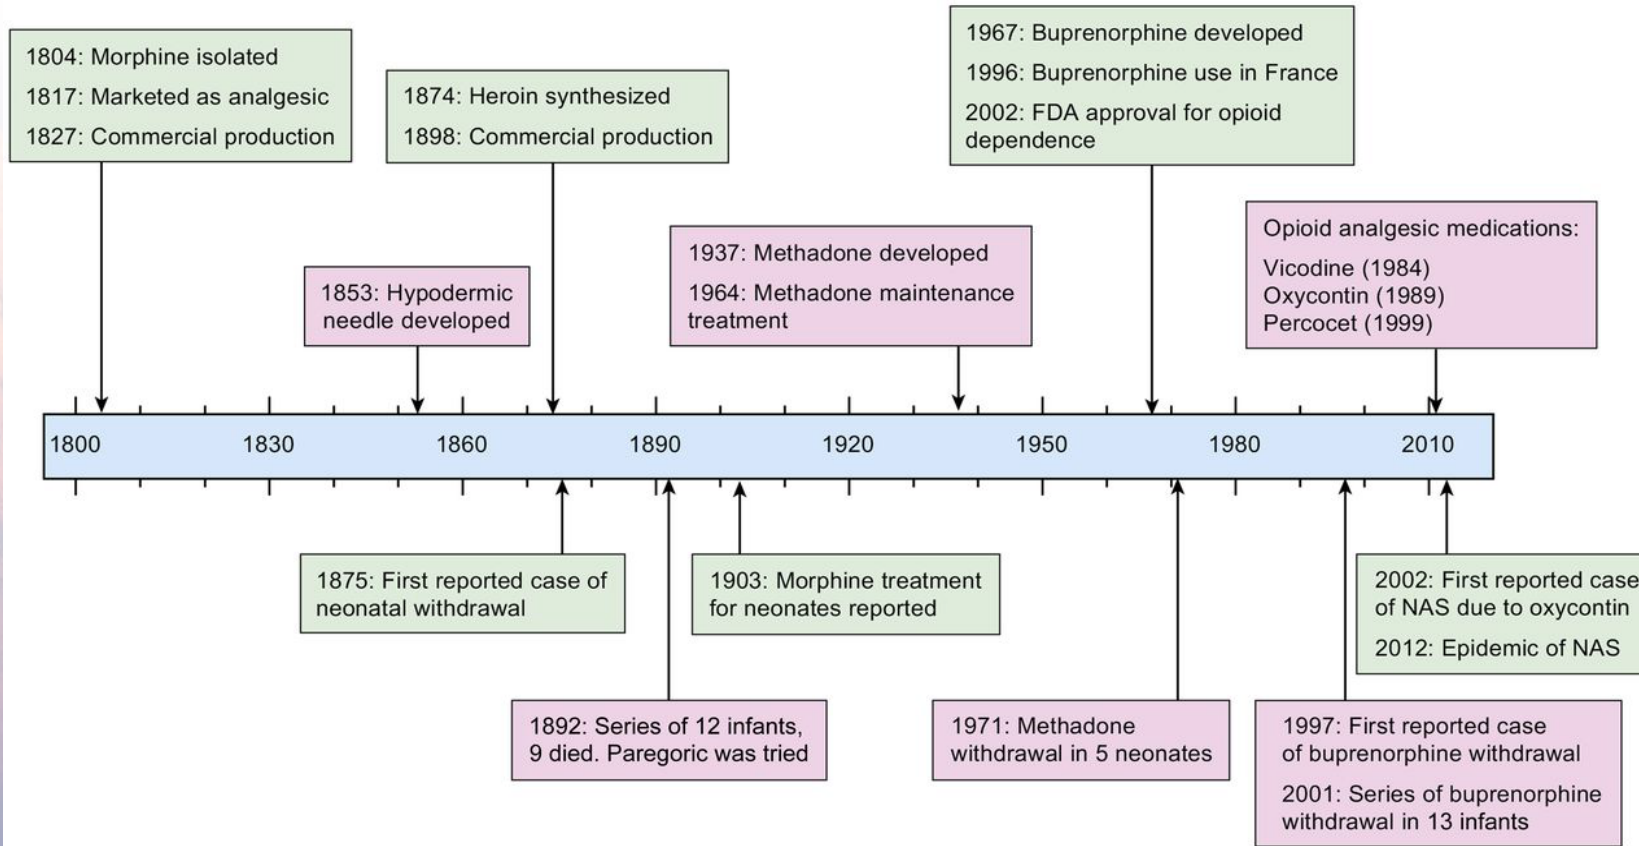 1804: Morphine isolated
1817: Marketed as analgesic
1827: Commercial production
1874: Heroin synthesized
1898: Commercial production
1967: Buprenorphine developed
1996: Buprenorphine use in France
2002: FDA approval for opioid
dependence
1853: Hypodermic
needle developed
1937: Methadone developed
1964: Methadone maintenance
treatment
Opioid analgesic medications:
Vicodine (1984)
Oxycontin (1989)
Percocet (1999)
1800 1830 1860 1890 1920 1950 1980 2010
1875: First reported case of
neonatal withdrawal
1903: Morphine treatment
for neonates reported
2002: First reported case
of NAS due to oxycontin
2012: Epidemic of NAS
1892: Series of 12 infants,
9 died. Paregoric was tried
1971: Methadone
withdrawal in 5 neonates
1997: First reported case
of buprenorphine withdrawal
2001: Series of buprenorphine
withdrawal in 13 infants